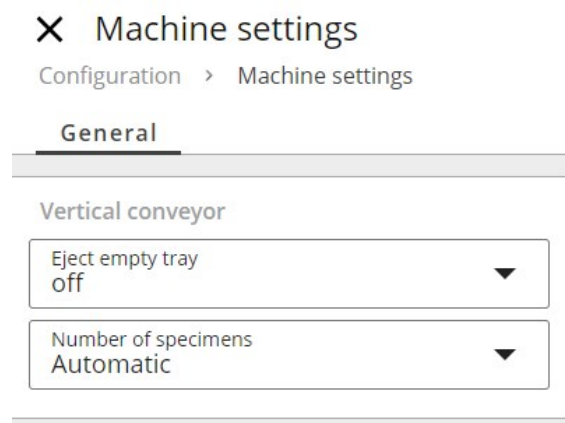 Machine settings
Configuration > Machine settings
General
Vertical conveyor
Eject empty tray
off
Number of specimens
Automatic